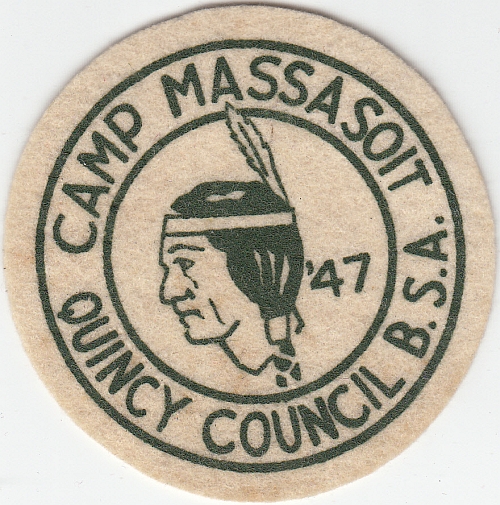 CAMP MASSASOIT
'47
QUINCY COUNCIL B.S.A.